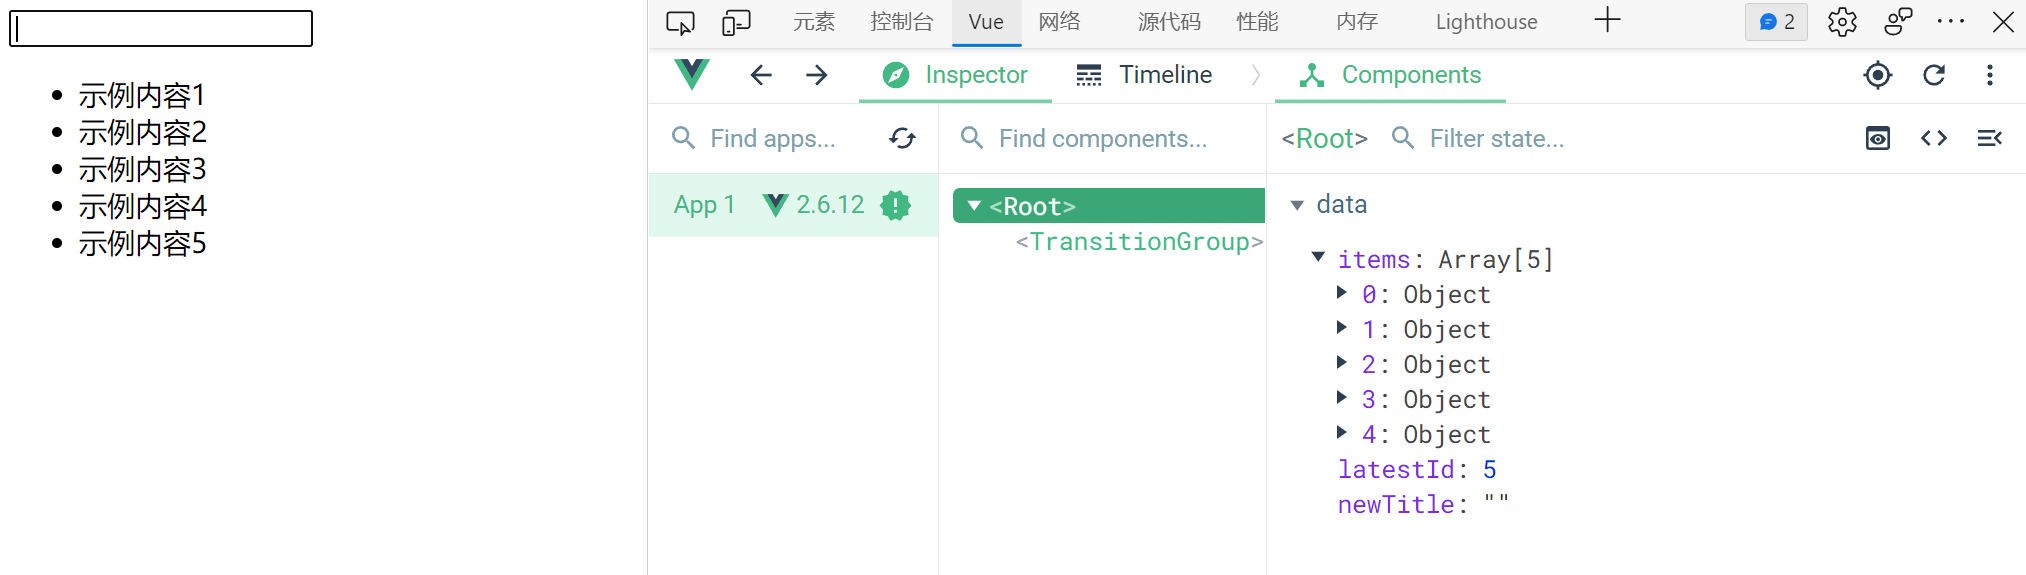 示例内容1
示例内容2
示例内容3
示例内容4
示例内容5
元素 控制台 Vue 网络 源代码 性能 内存 Lighthouse 2
Inspector Timeline Components
Find apps... Find components... <Root> Filter state...
App 1 2.6.12
<Root>
<TransitionGroup>
data
items: Array[5]
0: Object
1: Object
2: Object
3: Object
4: Object
latestId: 5
newTitle: ""